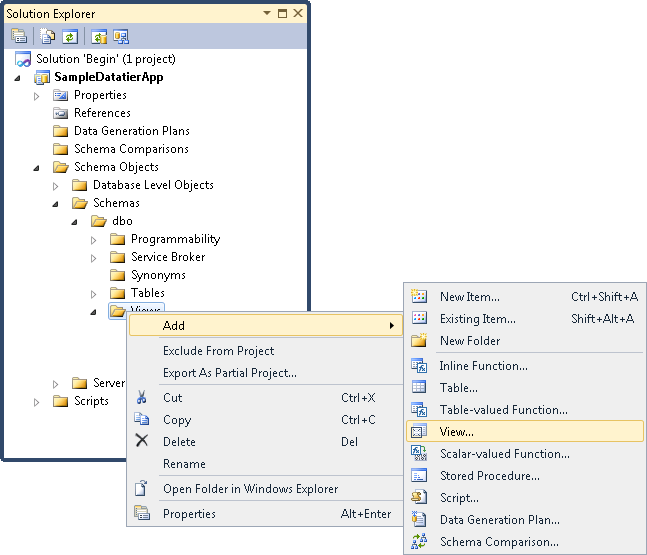 Solution Explorer
Solution 'Begin' (1 project)
SampleDatatierApp
Properties
References
Data Generation Plans
Schema Comparisons
Schema Objects
Database Level Objects
Schemas
dbo
Programmability
Service Broker
Synonyms
Tables
Views
Server
Scripts
Add
Exclude From Project
Export As Partial Project...
Cut Ctrl+X
Copy Ctrl+C
Delete Del
Rename
Open Folder in Windows Explorer
Properties Alt+Enter
New Item... Ctrl+Shift+A
Existing Item... Shift+Alt+A
New Folder
Inline Function...
Table...
Table-valued Function...
View...
Scalar-valued Function...
Stored Procedure...
Script...
Data Generation Plan...
Schema Comparison...